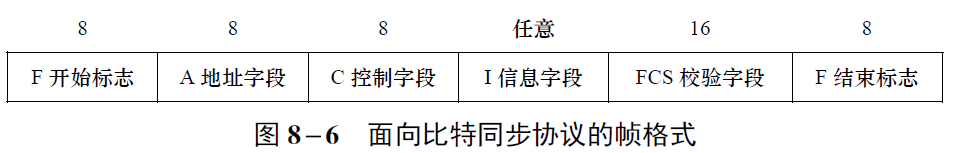 8 8 8 任意 16 8
F 开始标志 A 地址字段 C 控制字段 I 信息字段 FCS 校验字段 F 结束标志
图 8-6 面向比特同步协议的帧格式